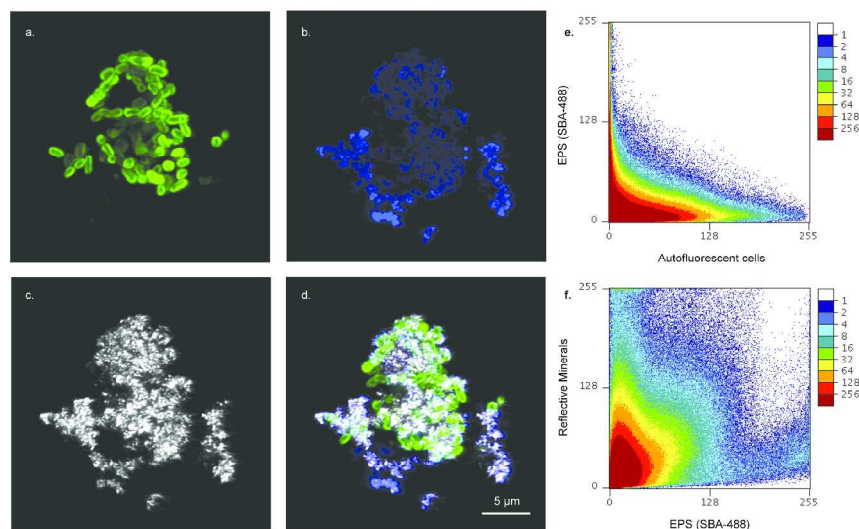 a.
b.
c.
d.
5 µm
e.
EPS (SBA-488)
255
128
0
0
128
255
Autofluorescent cells
1
2
4
8
16
32
64
128
256
f.
Reflective Minerals
255
128
0
0
128
255
EPS (SBA-488)
1
2
4
8
16
32
64
128
256